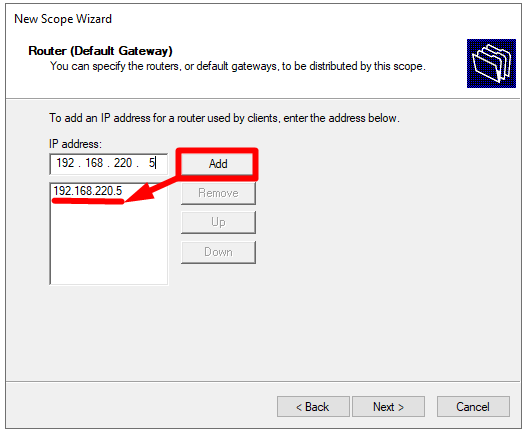 New Scope Wizard
Router (Default Gateway)
You can specify the routers, or default gateways, to be distributed by this scope.
To add an IP address for a router used by clients, enter the address below.
IP address:
192 . 168 . 220 . 5
Add
192.168.220.5
Remove
Up
Down
< Back
Next >
Cancel